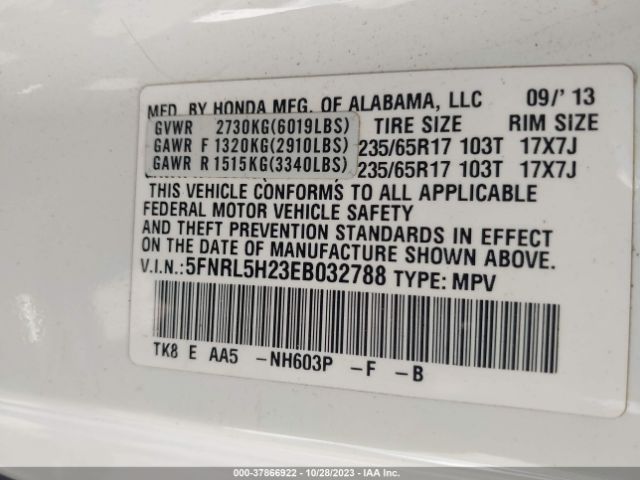 MFD. BY HONDA MFG. OF ALABAMA, LLC 09/' 13
GVWR 2730KG(6019LBS) TIRE SIZE RIM SIZE
GAWR F 1320KG(2910LBS) 235/65R17 103T 17X7J
GAWR R 1515KG(3340LBS) 235/65R17 103T 17X7J
THIS VEHICLE CONFORMS TO ALL APPLICABLE
FEDERAL MOTOR VEHICLE SAFETY
AND THEFT PREVENTION STANDARDS IN EFFECT
ON THE DATE OF MANUFACTURE SHOWN ABOVE.
V.I.N.:5FNRL5H23EB032788 TYPE: MPV
TK8 E AA5 -NH603P -F -B
000-37866922 - 10/28/2023 - IAA Inc.